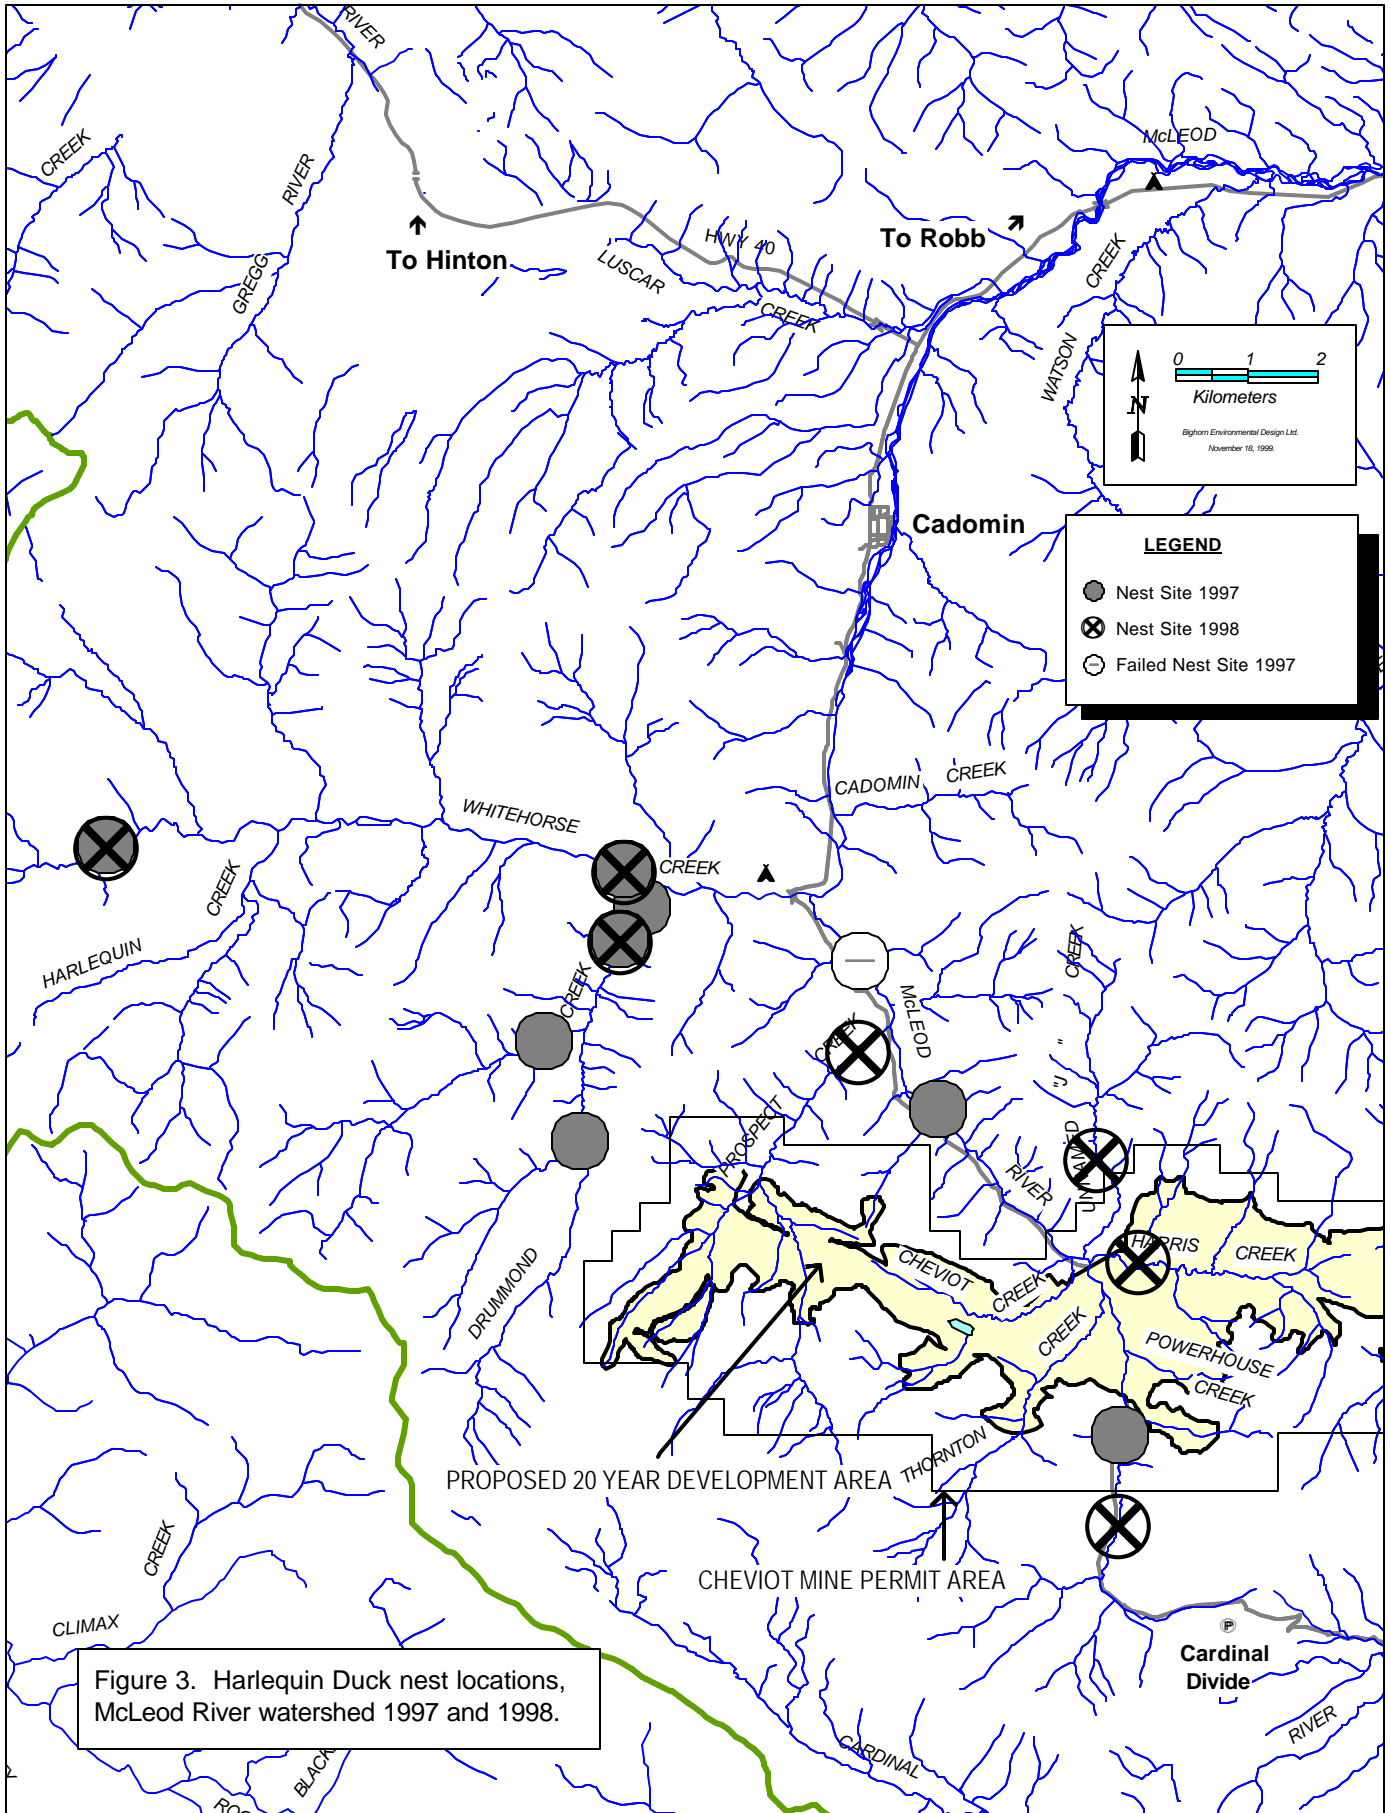 RIVER
McLEOD
CREEK
RIVER
To Robb
HWY 40
To Hinton
LUSCAR
CREEK
GREGG
CREEK
WATSON
0 1 2
Kilometers
N
Bighorn Environmental Design Ltd.
November 18, 1999.
Cadomin
LEGEND
Nest Site 1997
Nest Site 1998
Failed Nest Site 1997
CADOMIN CREEK
WHITEHORSE
CREEK
CREEK
HARLEQUIN
CREEK
CREEK
McLEOD
CREEK
"J"
UNNAMED
PROSPECT
RIVER
HARRIS
CREEK
CHEVIOT
CREEK
DRUMMOND
CREEK
POWERHOUSE
CREEK
THORNTON
PROPOSED 20 YEAR DEVELOPMENT AREA
CHEVIOT MINE PERMIT AREA
CREEK
CLIMAX
P
Cardinal
Divide
Figure 3. Harlequin Duck nest locations,
McLeod River watershed 1997 and 1998.
RIVER
CARDINAL
BLACK